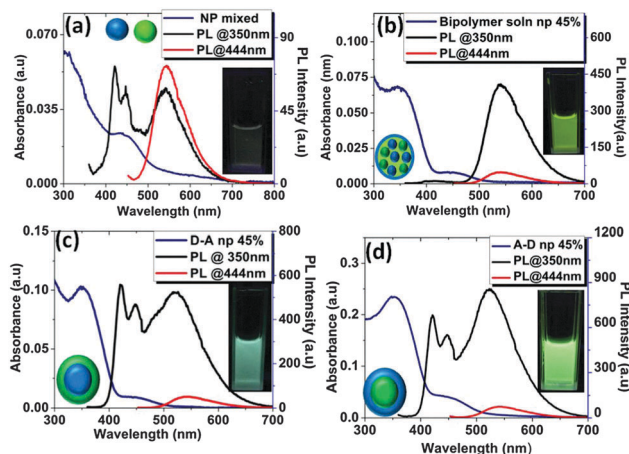 (a)
NP mixed
PL @350nm
PL@444nm
Absorbance (a.u)
0.070
0.035
0.000
PL Intensity(a.u)
90
45
0
300 400 500 600 700 800
Wavelength (nm)
(b)
Bipolymer soln np 45%
PL @350nm
PL@444nm
Absorbance (nm)
0.100
0.075
0.050
0.025
0.000
PL Intensity(a.u)
600
450
300
150
0
300 400 500 600 700
Wavelength (nm)
(c)
D-A np 45%
PL @ 350nm
PL @444nm
Absorbance (a.u)
0.15
0.10
0.05
0.00
PL Intensity (a.u)
800
600
400
200
0
300 400 500 600 700
Wavelength (nm)
(d)
A-D np 45%
PL@350nm
PL@444nm
Absorbance (a.u)
0.3
0.2
0.1
0.0
PL Intensity (a.u)
1200
900
600
300
0
300 400 500 600 700
Wavelength (nm)